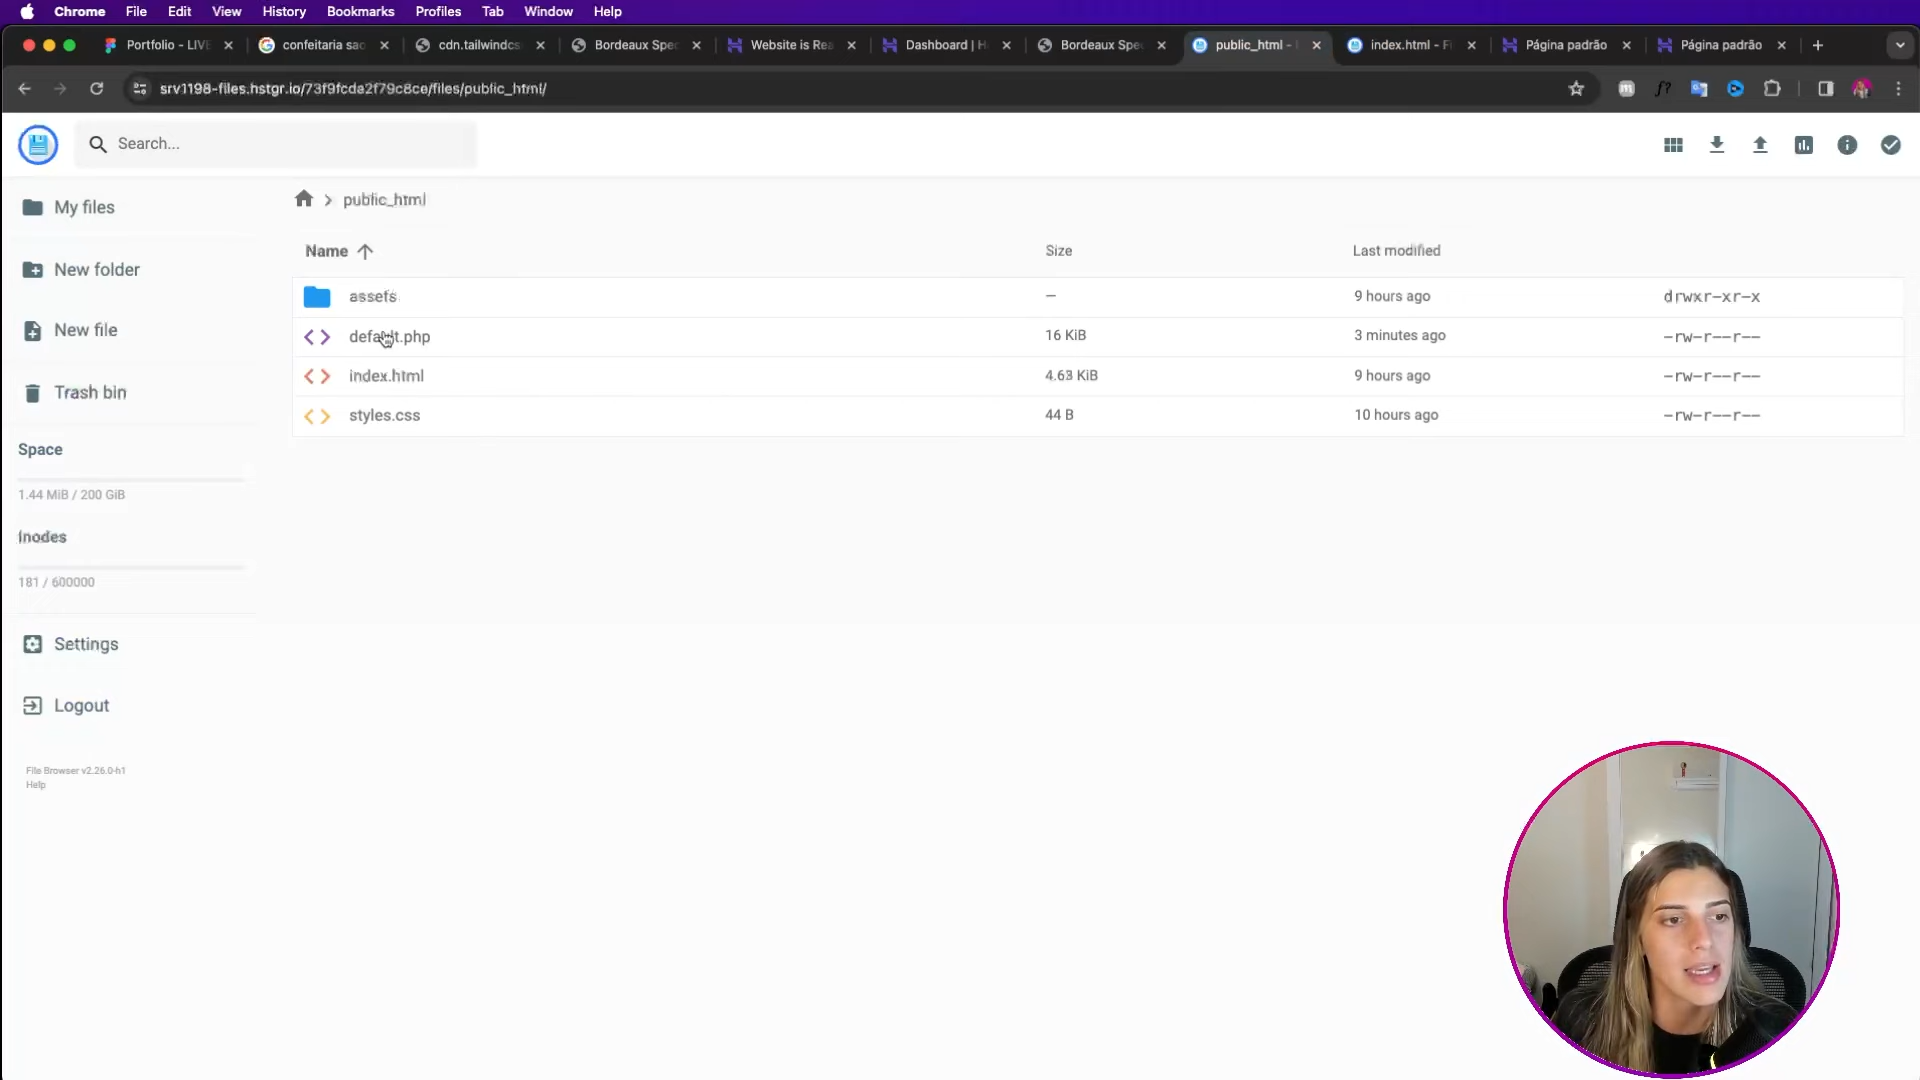 Chrome File Edit View History Bookmarks Profiles Tab Window Help
Portfolio - LIVE confeitaria sao cdn.tailwindcs Bordeaux Spec Website is Rea Dashboard | H Bordeaux Spec public_html - index.html - Fi Página padrão Página padrão
srv1198-files.hstgr.io/73f9fcda2f79c8ce/files/public_html/
Search...
My files
public_html
New folder
New file
Trash bin
Name Size Last modified
assets — 9 hours ago drwxr-xr-x
default.php 16 KiB 3 minutes ago -rw-r--r--
index.html 4.63 KiB 9 hours ago -rw-r--r--
styles.css 44 B 10 hours ago -rw-r--r--
Space
1.44 MiB / 200 GiB
Inodes
181 / 600000
Settings
Logout
File Browser v2.26.0-h1
Help